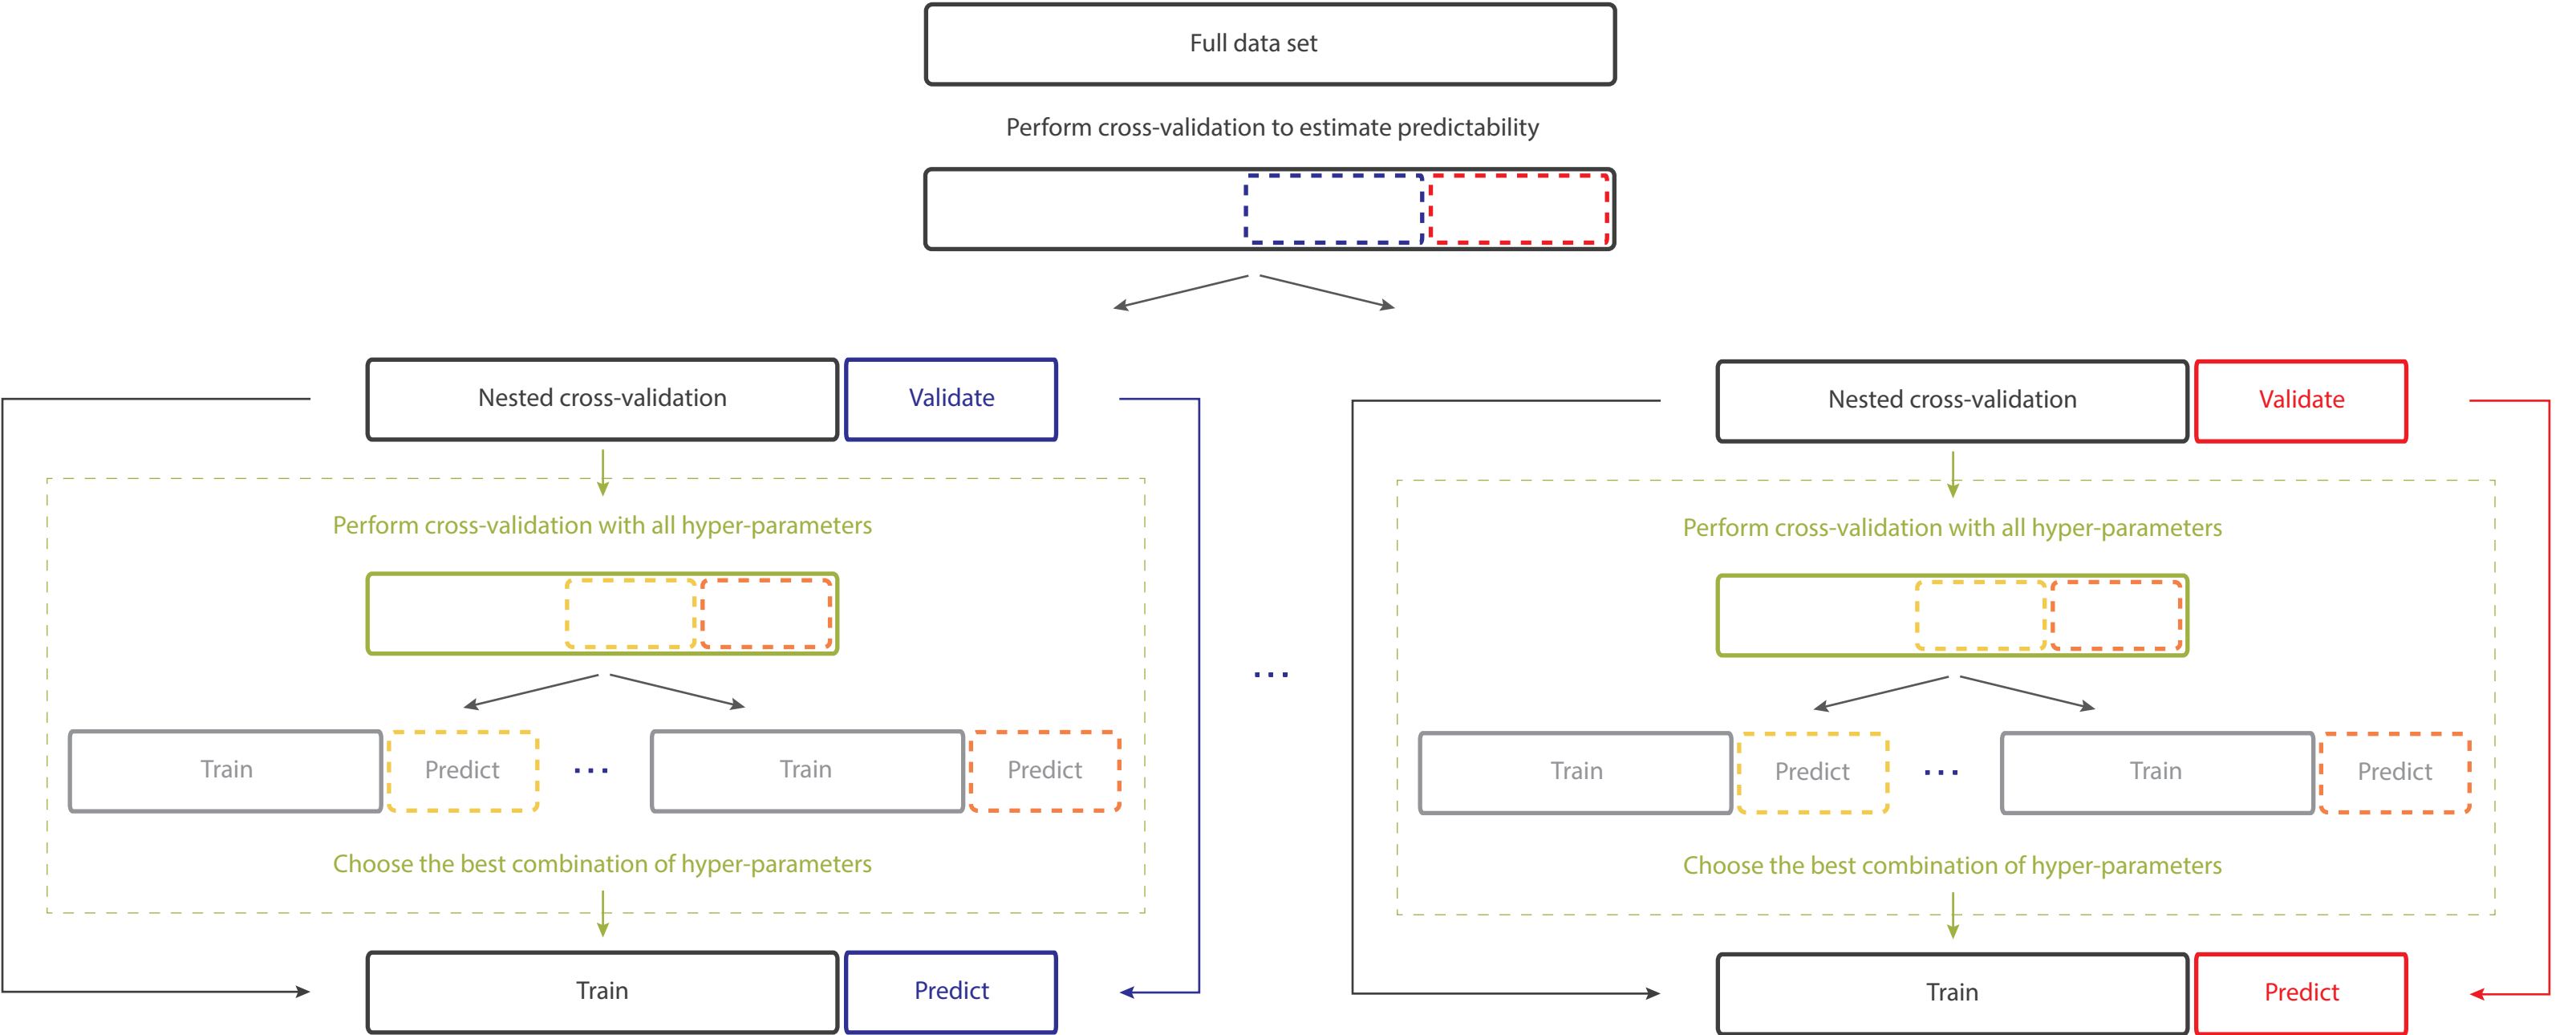 Full data set
Perform cross-validation to estimate predictability
Nested cross-validation
Validate
Nested cross-validation
Validate
Perform cross-validation with all hyper-parameters
Perform cross-validation with all hyper-parameters
...
Train
Predict
...
Train
Predict
Train
Predict
...
Train
Predict
Choose the best combination of hyper-parameters
Choose the best combination of hyper-parameters
Train
Predict
Train
Predict